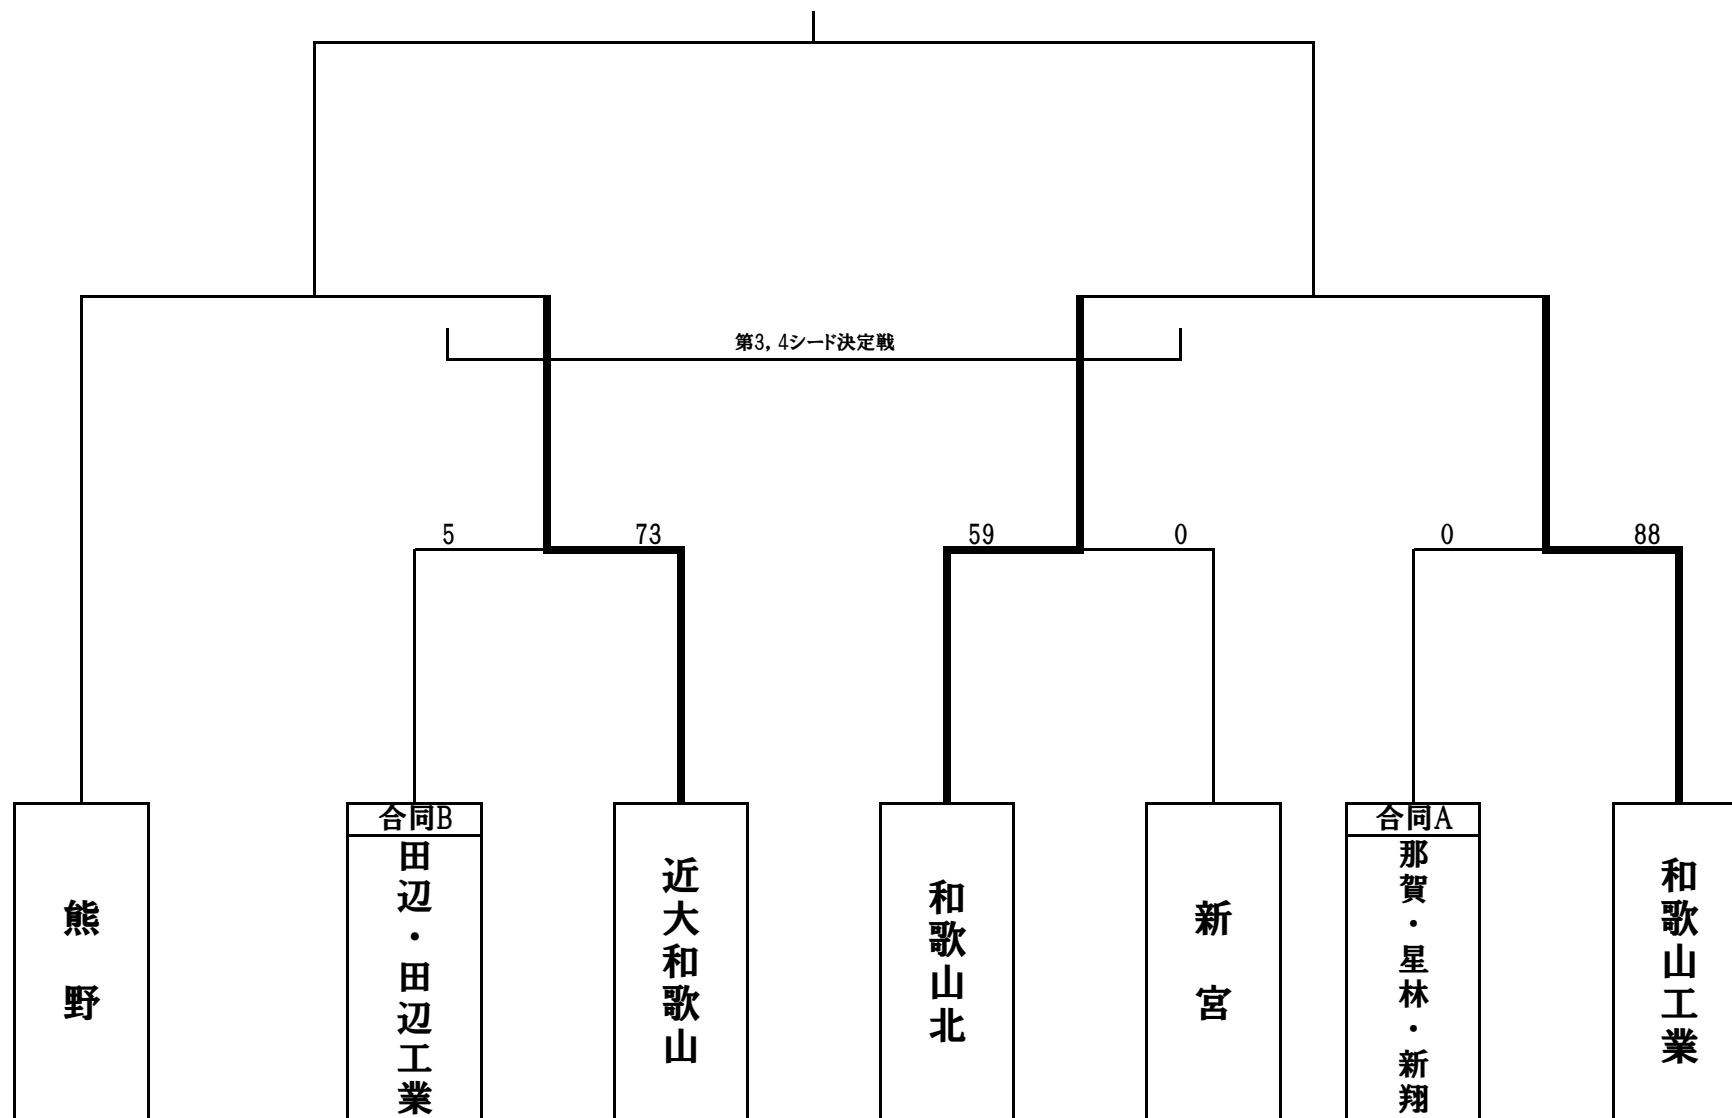 第3，4シード決定戦
5
73
59
0
0
88
熊野
合同B
田辺・田辺工業
近大和歌山
和歌山北
新宮
合同A
那賀・星林・新翔
和歌山工業